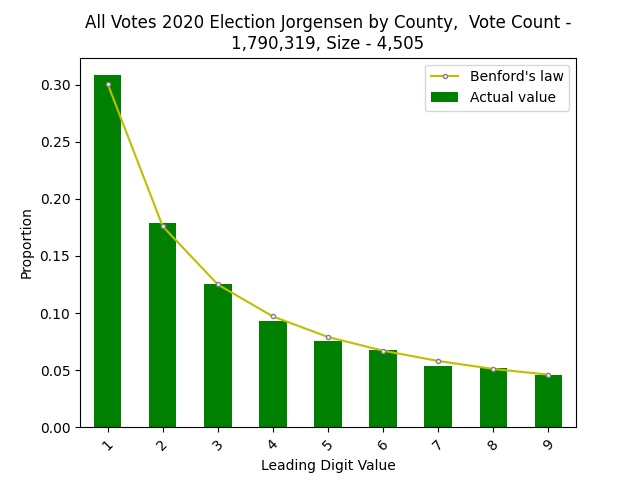 All Votes 2020 Election Jorgensen by County,  Vote Count -
1,790,319, Size - 4,505
Benford's law
Actual value
0.30
0.25
0.20
0.15
0.10
0.05
0.00
Proportion
1
2
3
4
5
6
7
8
9
Leading Digit Value